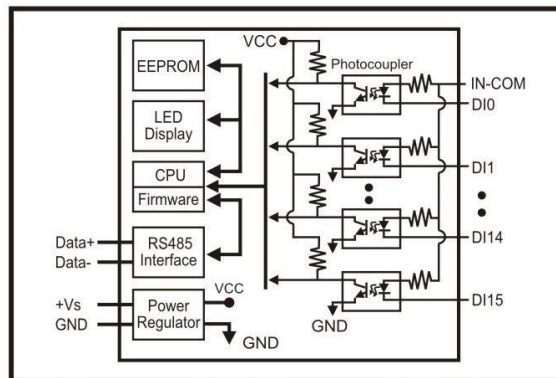 VCC
Photocoupler
EEPROM
IN-COM
DI0
LED
Display
DI1
CPU
Firmware
DI14
Data+
Data-
RS485
Interface
DI15
+Vs
GND
Power
Regulator
VCC
GND
GND